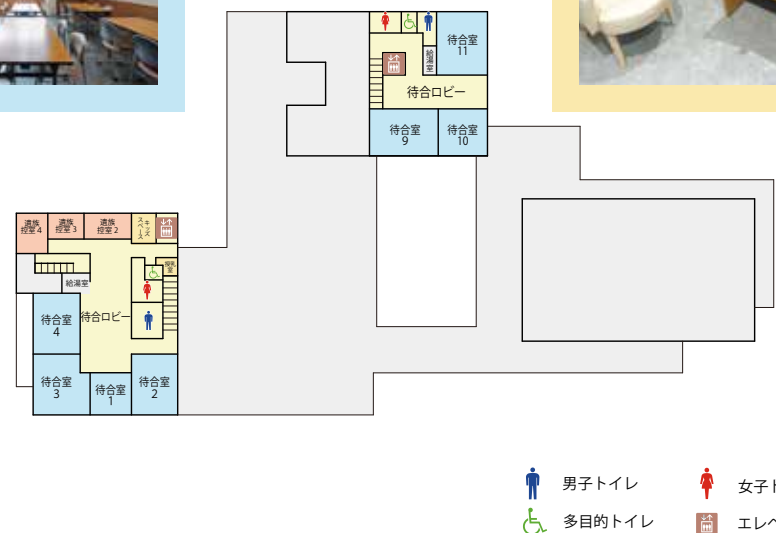 待合室
11
給湯室
待合ロビー
待合室
9
待合室
10
遺族
控室 4
遺族
控室 3
遺族
控室 2
キッズ
スペース
授乳
室
給湯室
待合ロビー
待合室
4
待合室
3
待合室
1
待合室
2
男子トイレ
女子ト
多目的トイレ
エレベ